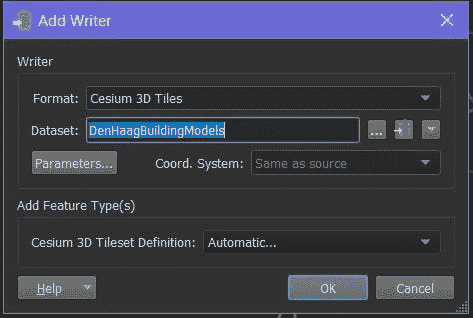 Add Writer
Writer
Format: Cesium 3D Tiles
Dataset: DenHaagBuildingModels ...
Parameters... Coord. System: Same as source
Add Feature Type(s)
Cesium 3D Tileset Definition: Automatic...
Help OK Cancel